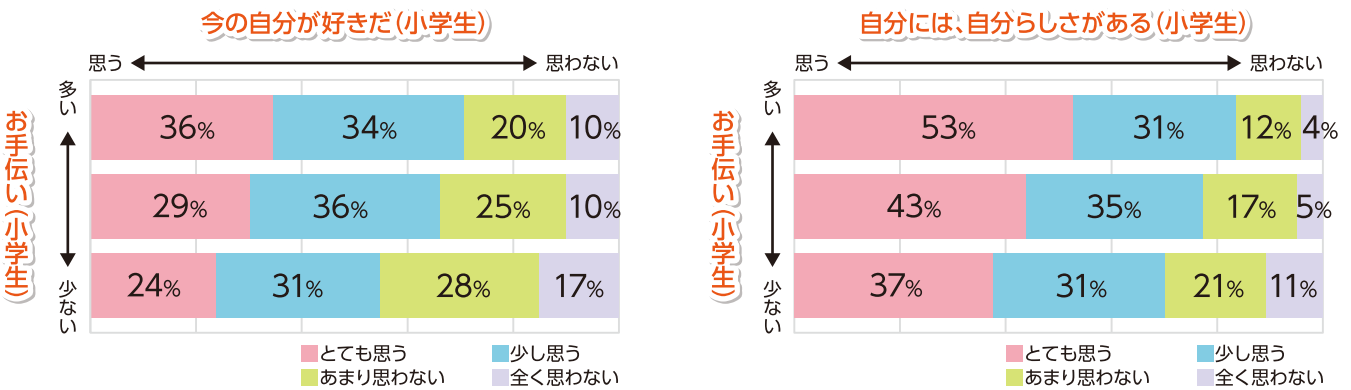 今の自分が好きだ(小学生)
思う
思わない
お手伝い(小学生)
多い
少ない
36%
34%
20%
10%
29%
36%
25%
10%
24%
31%
28%
17%
とても思う
少し思う
あまり思わない
全く思わない
自分には、自分らしさがある(小学生)
思う
思わない
お手伝い(小学生)
多い
少ない
53%
31%
12%
4%
43%
35%
17%
5%
37%
31%
21%
11%
とても思う
少し思う
あまり思わない
全く思わない